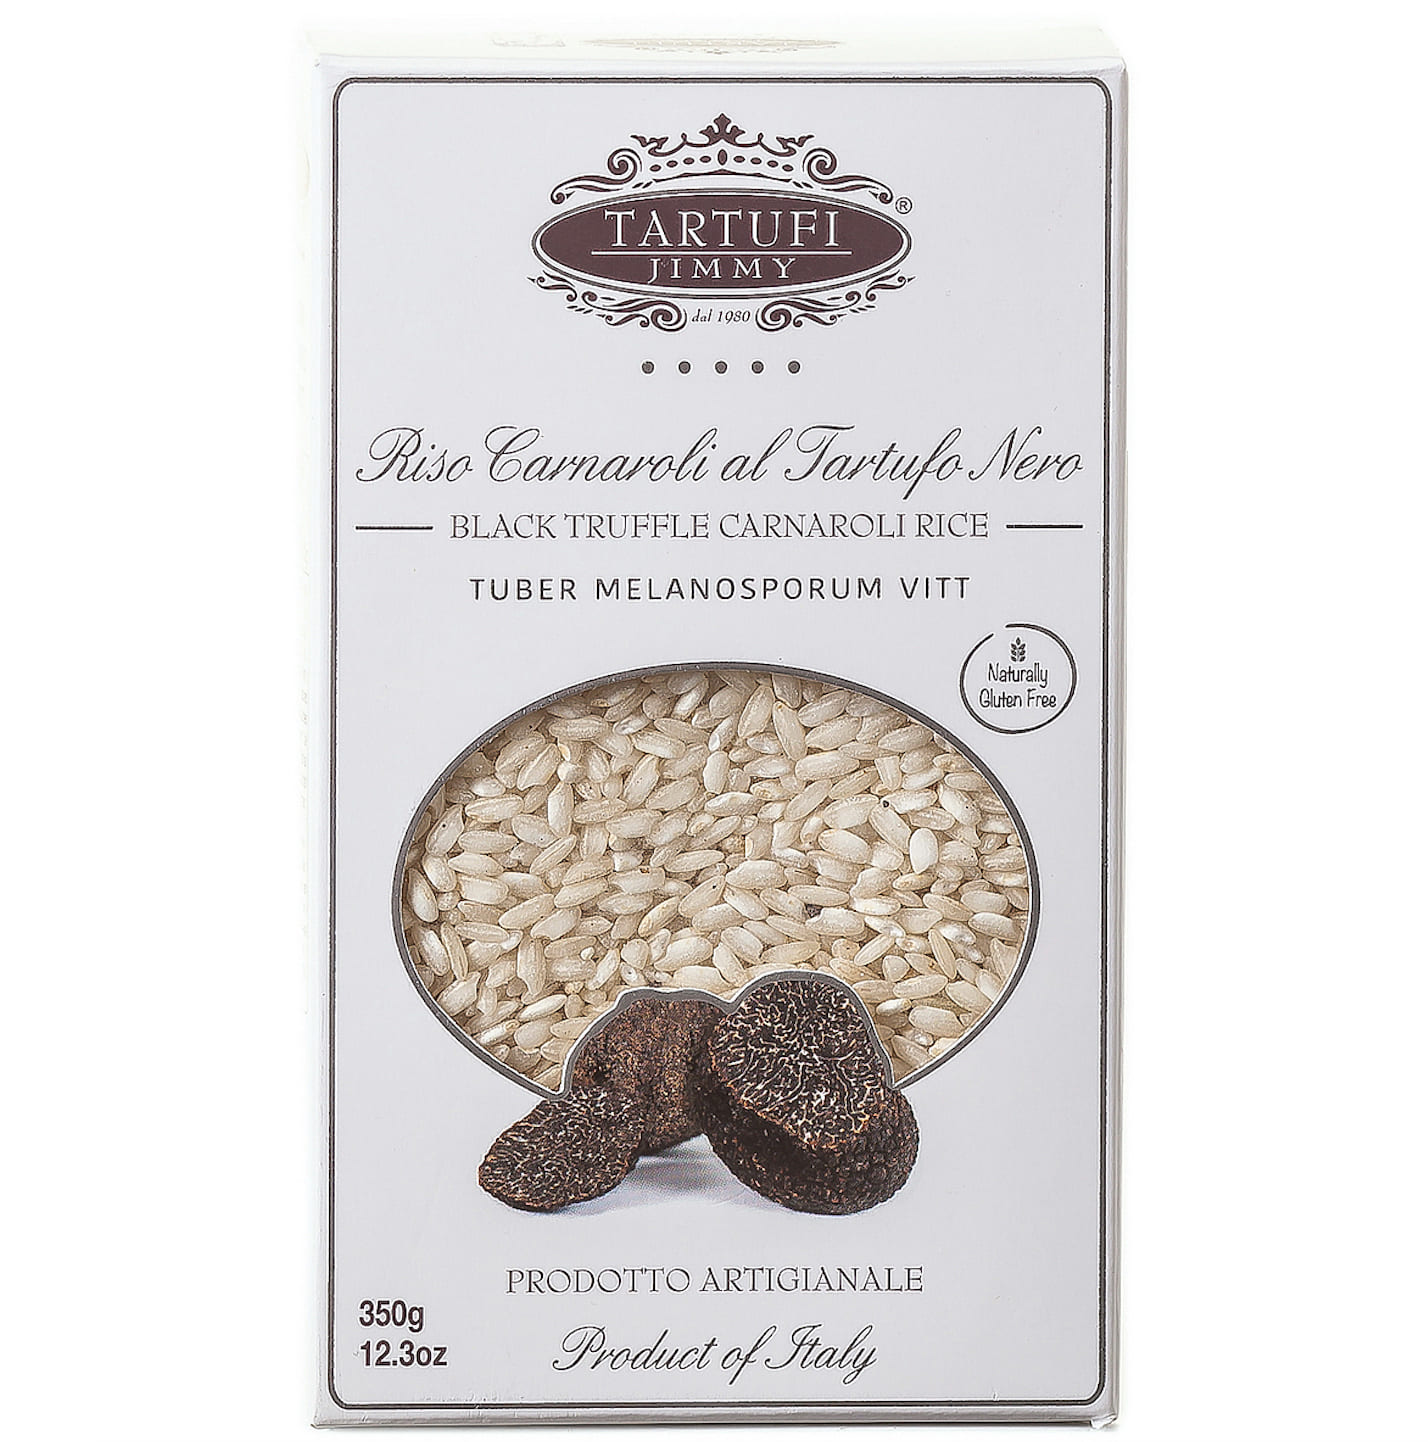 TARTUFI
JIMMY
®
dal 1980
Riso Carnaroli al Tartufo Nero
BLACK TRUFFLE CARNAROLI RICE
TUBER MELANOSPORUM VITT
Naturally
Gluten Free
PRODOTTO ARTIGIANALE
350g
12.3oz
Product of Italy